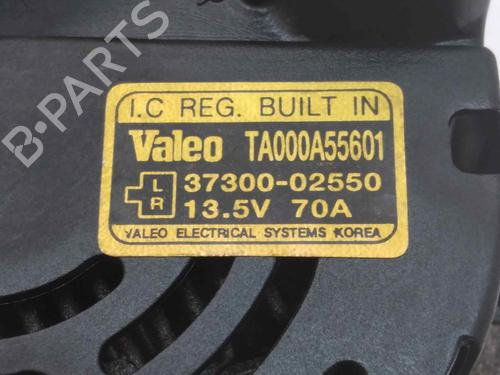 I.C REG. BUILT IN
Valeo TA000A55601
L 37300-02550
R 13.5V 70A
VALEO ELECTRICAL SYSTEMS KOREA
B-PARTS